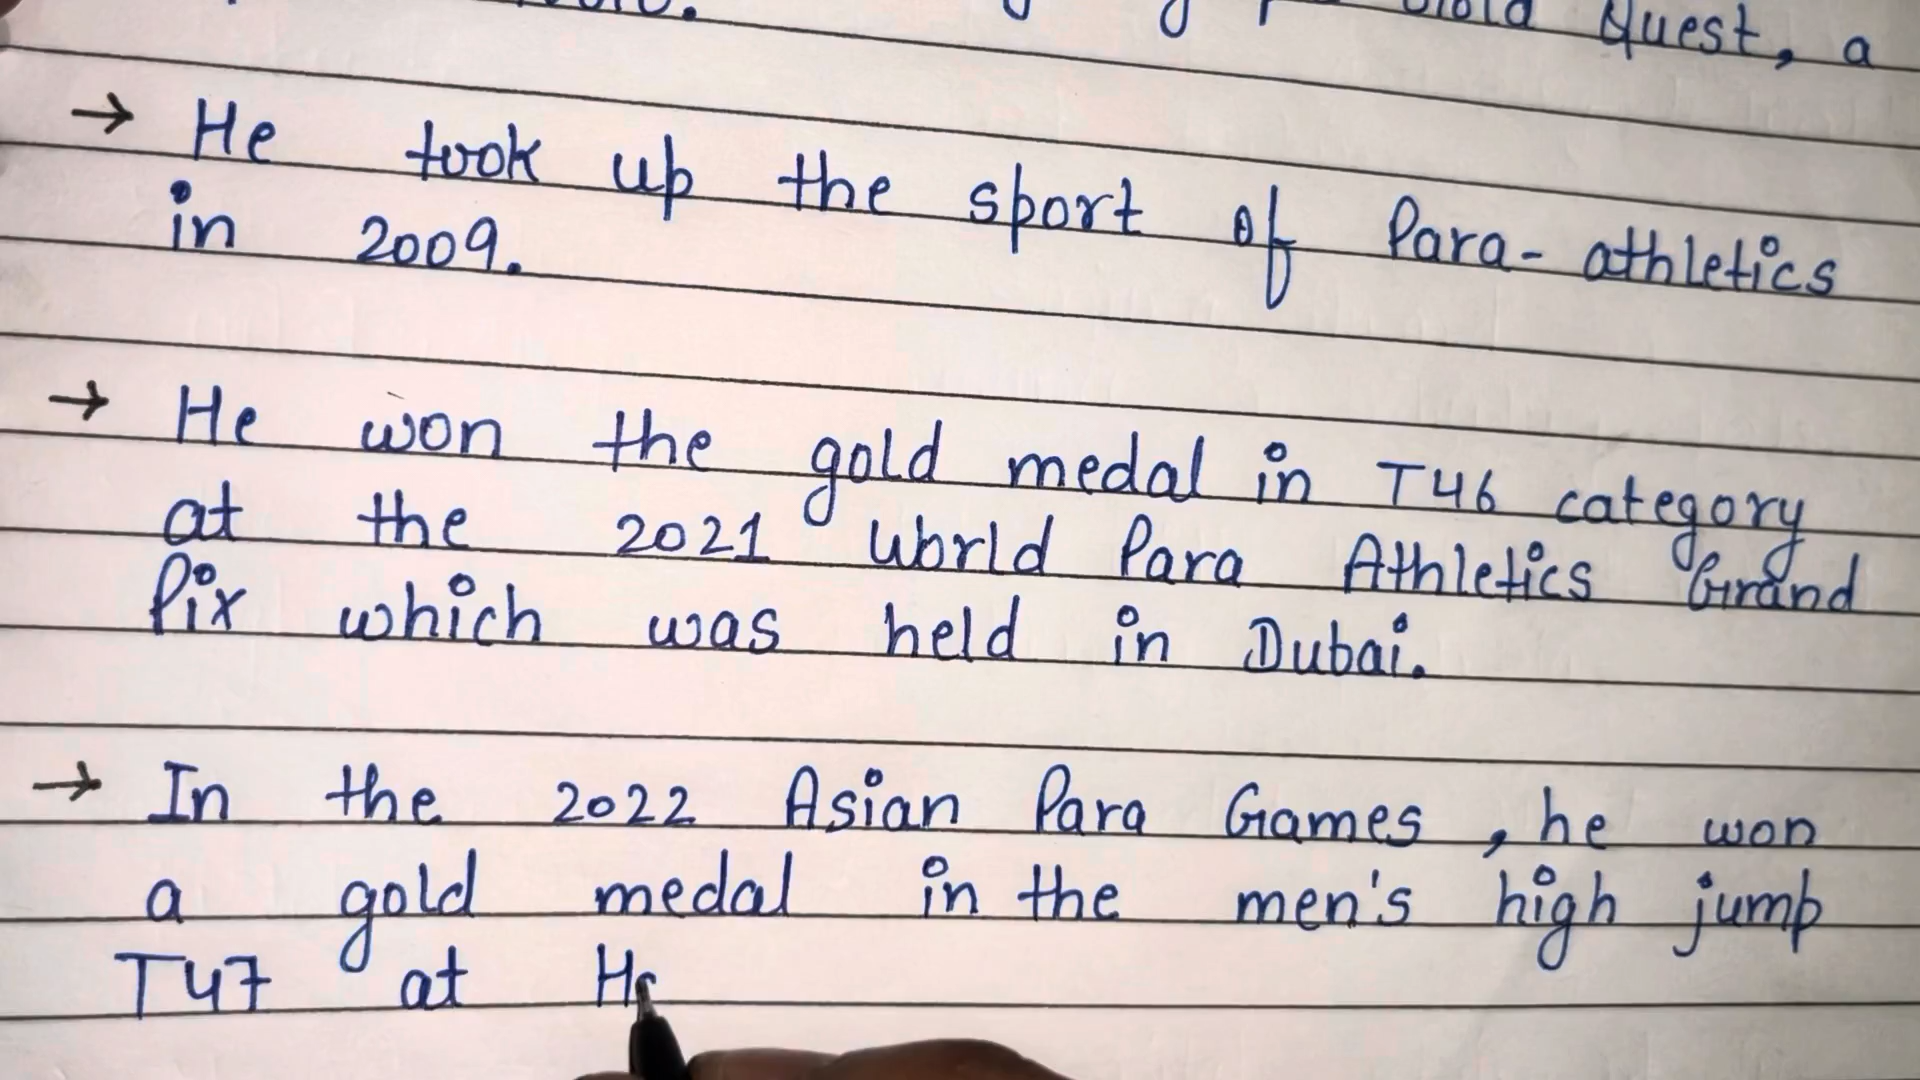 Quest, a
→ He took up the sport of Para-athletics
in 2009.
→ He won the gold medal in T46 category
at the 2021 World Para Athletics Grand
Pix which was held in Dubai.
→ In the 2022 Asian Para Games, he won
a gold medal in the men's high jump
T47 at